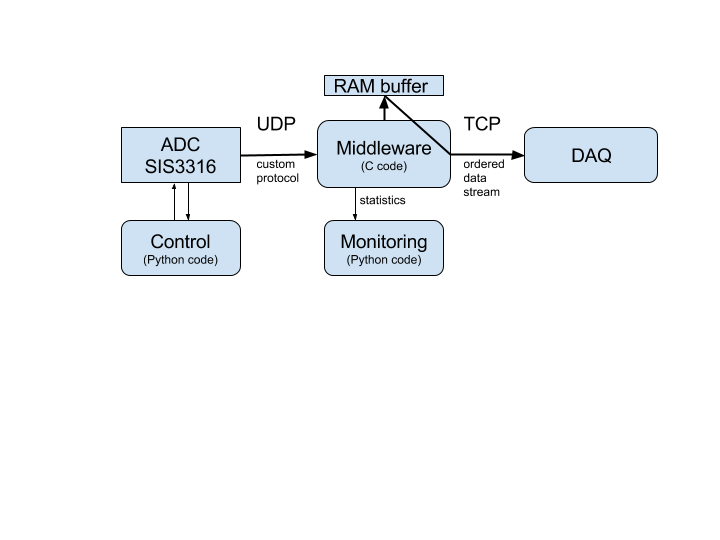 RAM buffer
UDP
TCP
ADC
SIS3316
Middleware
(C code)
DAQ
custom
protocol
ordered
data
stream
statistics
Control
(Python code)
Monitoring
(Python code)